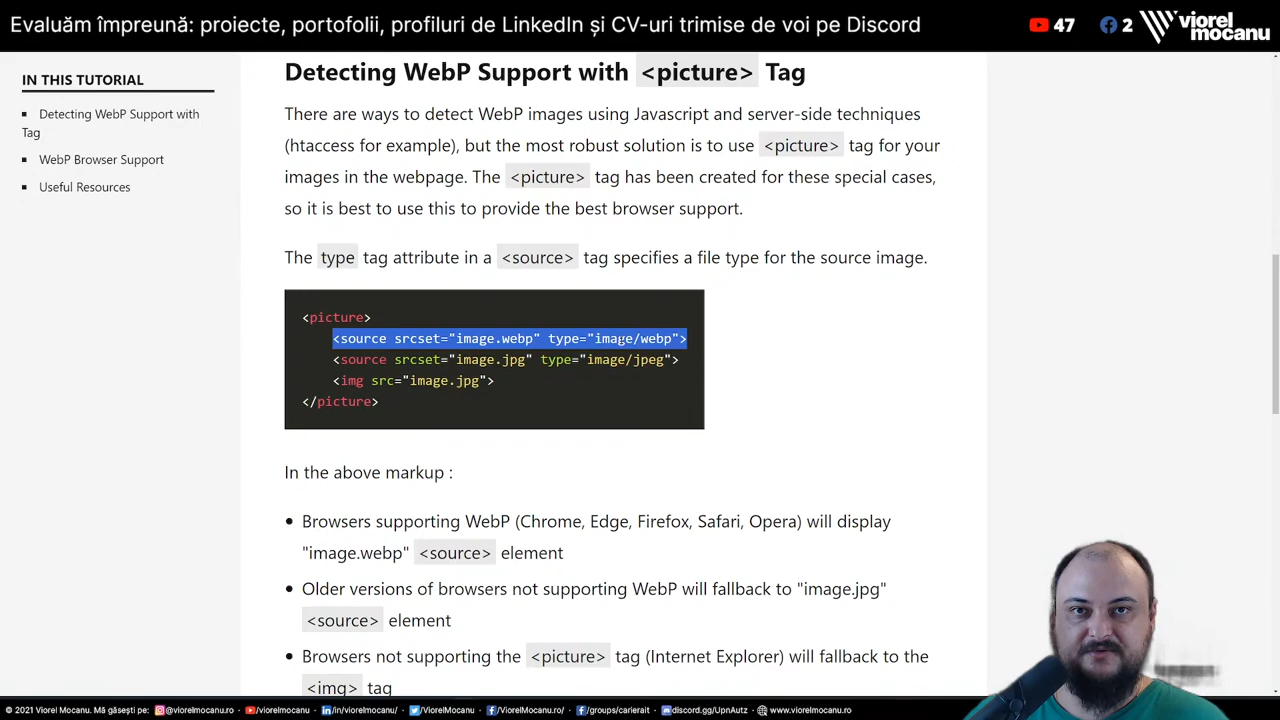 Evaluăm împreună: proiecte, portofolii, profiluri de LinkedIn și CV-uri trimise de voi pe Discord
47
2
viorel
mocanu
IN THIS TUTORIAL
Detecting WebP Support with
Tag
WebP Browser Support
Useful Resources
Detecting WebP Support with <picture> Tag
There are ways to detect WebP images using Javascript and server-side techniques
(htaccess for example), but the most robust solution is to use <picture> tag for your
images in the webpage. The <picture> tag has been created for these special cases,
so it is best to use this to provide the best browser support.
The type tag attribute in a <source> tag specifies a file type for the source image.
<picture>
<source srcset="image.webp" type="image/webp">
<source srcset="image.jpg" type="image/jpeg">
<img src="image.jpg">
</picture>
In the above markup :
Browsers supporting WebP (Chrome, Edge, Firefox, Safari, Opera) will display
"image.webp" <source> element
Older versions of browsers not supporting WebP will fallback to "image.jpg"
<source> element
Browsers not supporting the <picture> tag (Internet Explorer) will fallback to the
<img> tag
© 2021 Viorel Mocanu. Mă găsești pe: @viorelmocanu.ro /viorelmocanu /in/viorelmocanu/ /ViorelMocanu /ViorelMocanu.ro/ /groups/carierait discord.gg/UpnAutz www.viorelmocanu.ro